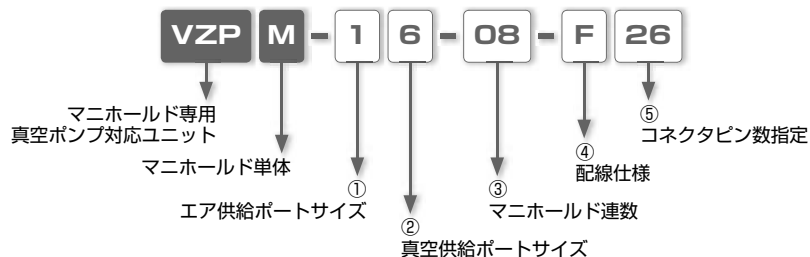 VZP M - 1 6 - 08 - F 26
マニホールド専用
真空ポンプ対応ユニット
マニホールド単体
①
エア供給ポートサイズ
②
真空供給ポートサイズ
③
マニホールド連数
④
配線仕様
⑤
コネクタピン数指定